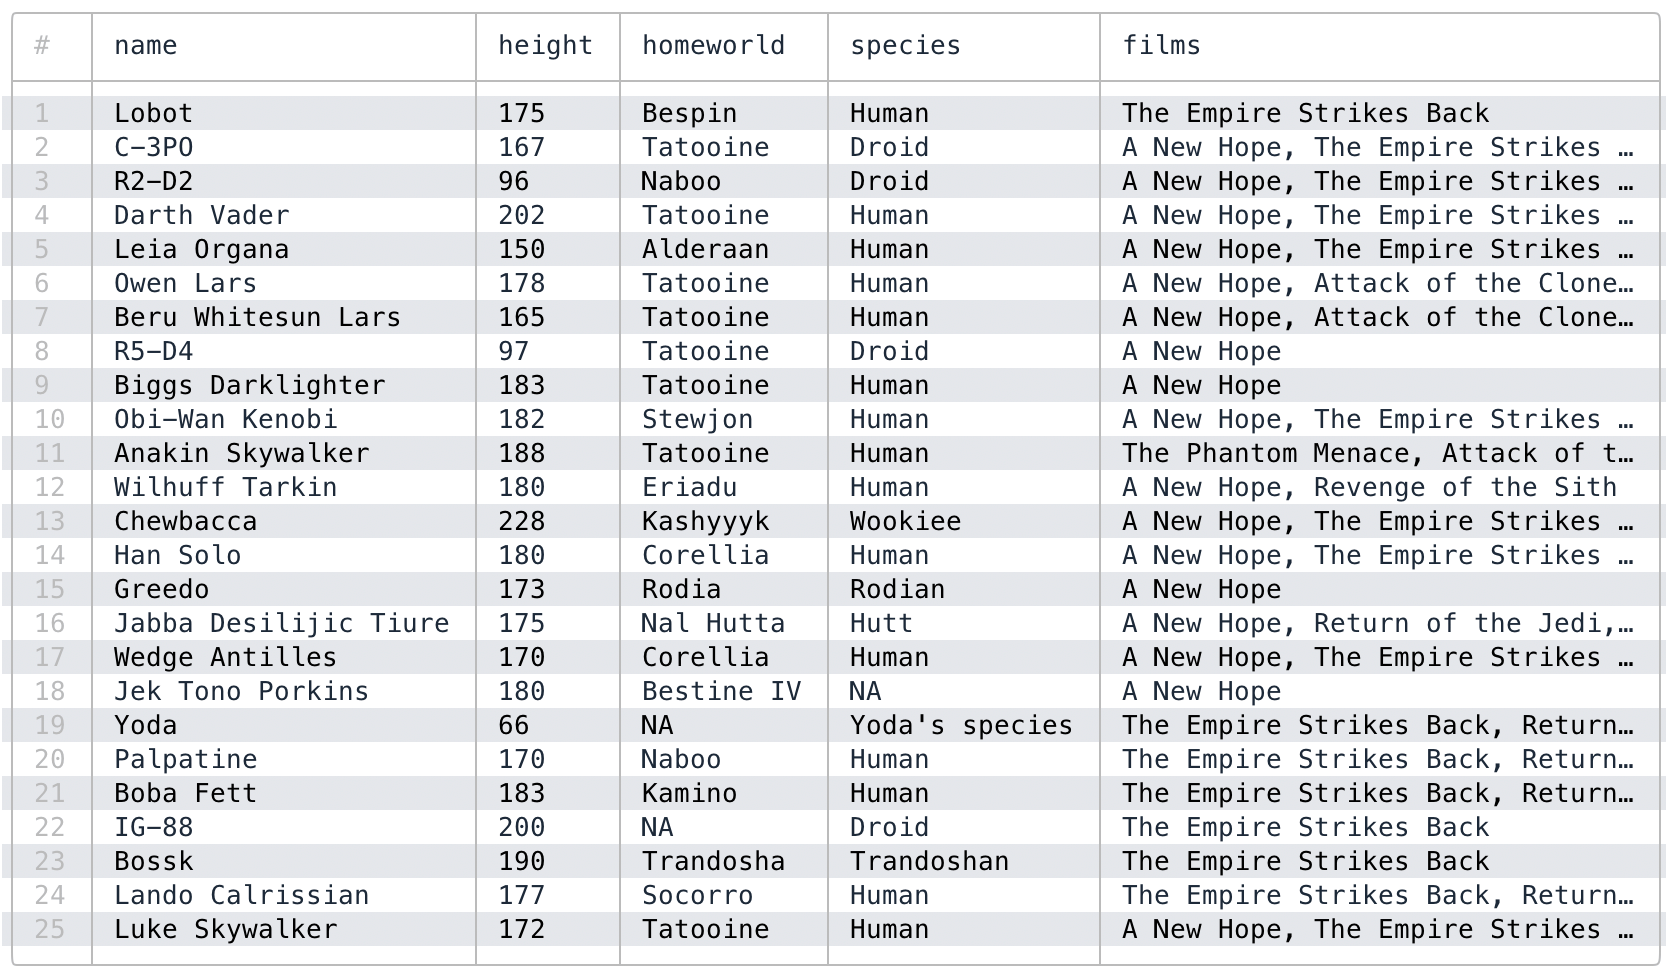 # name height homeworld species films
1 Lobot 175 Bespin Human The Empire Strikes Back
2 C-3PO 167 Tatooine Droid A New Hope, The Empire Strikes …
3 R2-D2 96 Naboo Droid A New Hope, The Empire Strikes …
4 Darth Vader 202 Tatooine Human A New Hope, The Empire Strikes …
5 Leia Organa 150 Alderaan Human A New Hope, The Empire Strikes …
6 Owen Lars 178 Tatooine Human A New Hope, Attack of the Clone…
7 Beru Whitesun Lars 165 Tatooine Human A New Hope, Attack of the Clone…
8 R5-D4 97 Tatooine Droid A New Hope
9 Biggs Darklighter 183 Tatooine Human A New Hope
10 Obi-Wan Kenobi 182 Stewjon Human A New Hope, The Empire Strikes …
11 Anakin Skywalker 188 Tatooine Human The Phantom Menace, Attack of t…
12 Wilhuff Tarkin 180 Eriadu Human A New Hope, Revenge of the Sith
13 Chewbacca 228 Kashyyyk Wookiee A New Hope, The Empire Strikes …
14 Han Solo 180 Corellia Human A New Hope, The Empire Strikes …
15 Greedo 173 Rodia Rodian A New Hope
16 Jabba Desilijic Tiure 175 Nal Hutta Hutt A New Hope, Return of the Jedi,…
17 Wedge Antilles 170 Corellia Human A New Hope, The Empire Strikes …
18 Jek Tono Porkins 180 Bestine IV NA A New Hope
19 Yoda 66 NA Yoda's species The Empire Strikes Back, Return…
20 Palpatine 170 Naboo Human The Empire Strikes Back, Return…
21 Boba Fett 183 Kamino Human The Empire Strikes Back, Return…
22 IG-88 200 NA Droid The Empire Strikes Back
23 Bossk 190 Trandosha Trandoshan The Empire Strikes Back
24 Lando Calrissian 177 Socorro Human The Empire Strikes Back, Return…
25 Luke Skywalker 172 Tatooine Human A New Hope, The Empire Strikes …